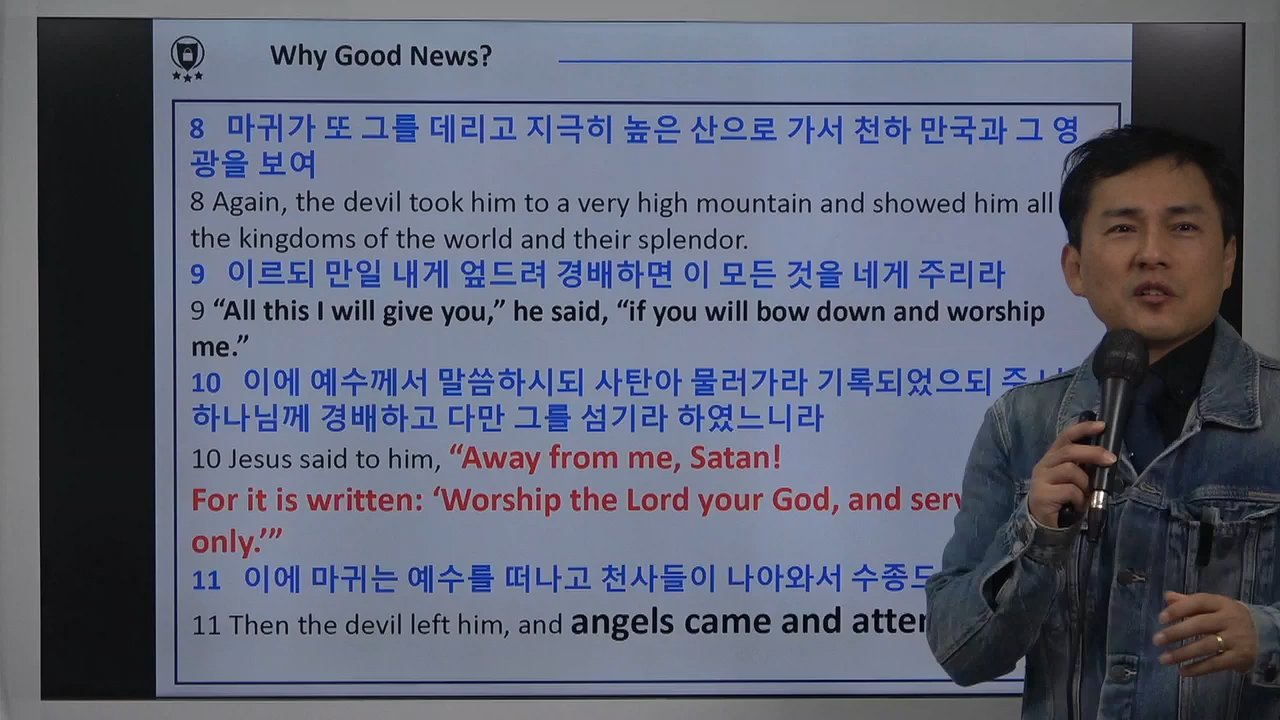 Why Good News?
8 마귀가 또 그를 데리고 지극히 높은 산으로 가서 천하 만국과 그 영
광을 보여
8 Again, the devil took him to a very high mountain and showed him all
the kingdoms of the world and their splendor.
9 이르되 만일 내게 엎드려 경배하면 이 모든 것을 네게 주리라
9 “All this I will give you,” he said, “if you will bow down and worship
me.”
10 이에 예수께서 말씀하시되 사탄아 물러가라 기록되었으되 주
하나님께 경배하고 다만 그를 섬기라 하였느니라
10 Jesus said to him, “Away from me, Satan!
For it is written: ‘Worship the Lord your God, and
only.’”
11 이에 마귀는 예수를 떠나고 천사들이 나아와서
11 Then the devil left him, and angels came and